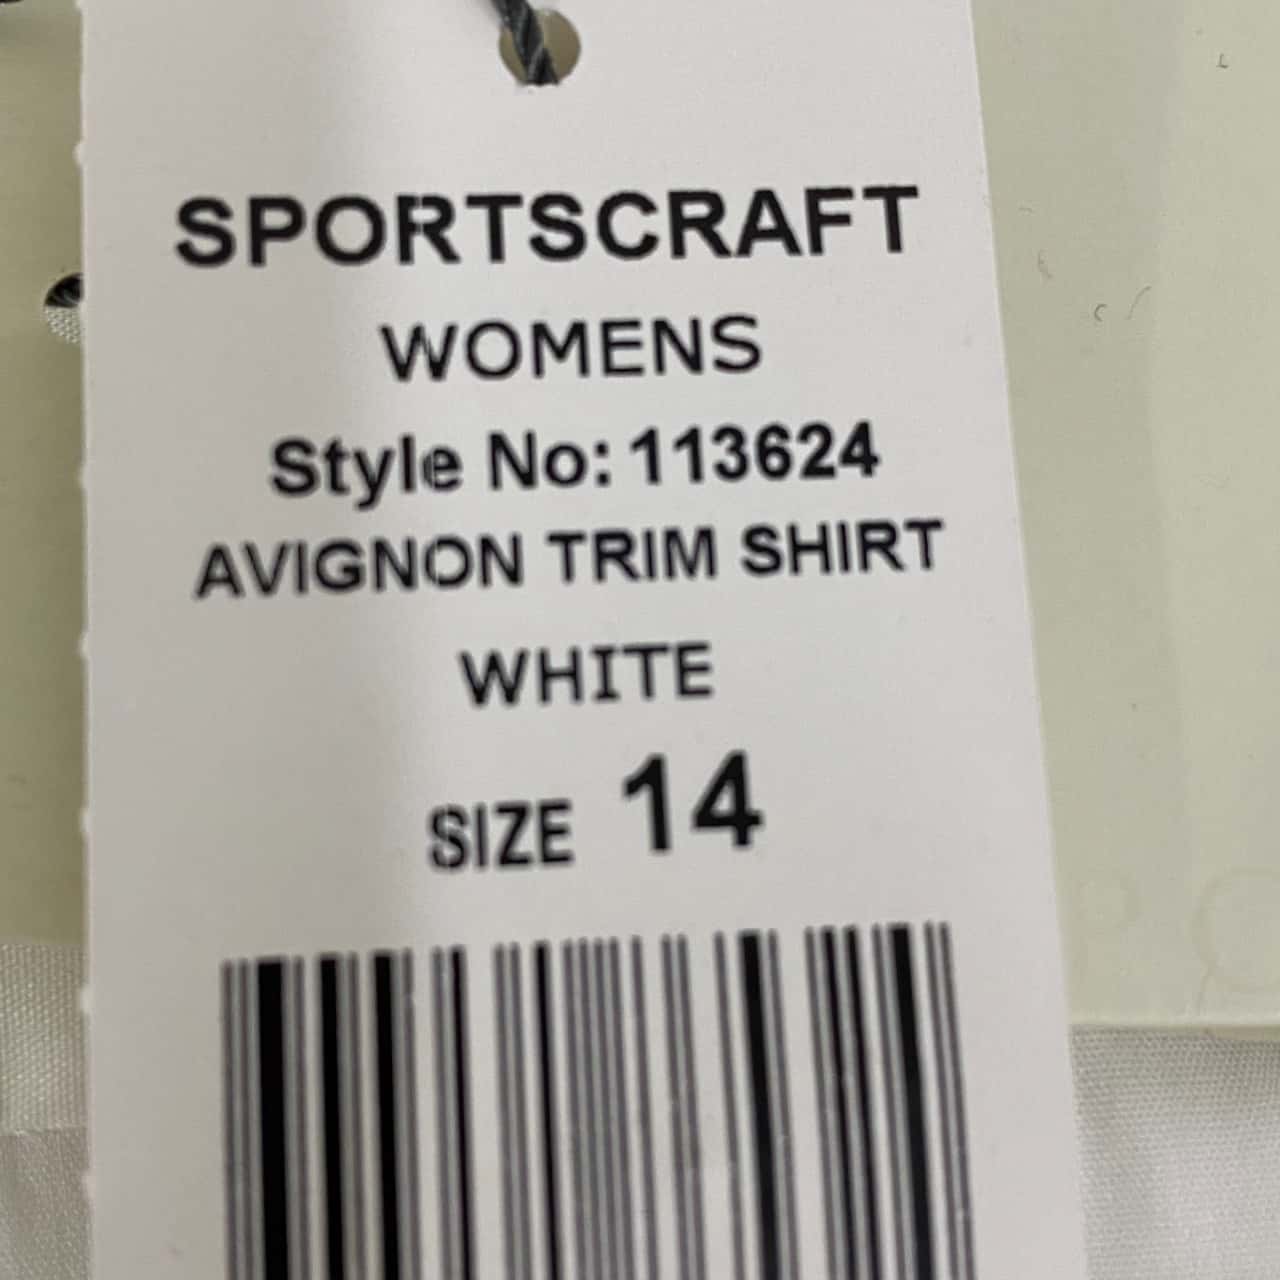 SPORTSCRAFT
WOMENS
Style No: 113624
AVIGNON TRIM SHIRT
WHITE
SIZE 14